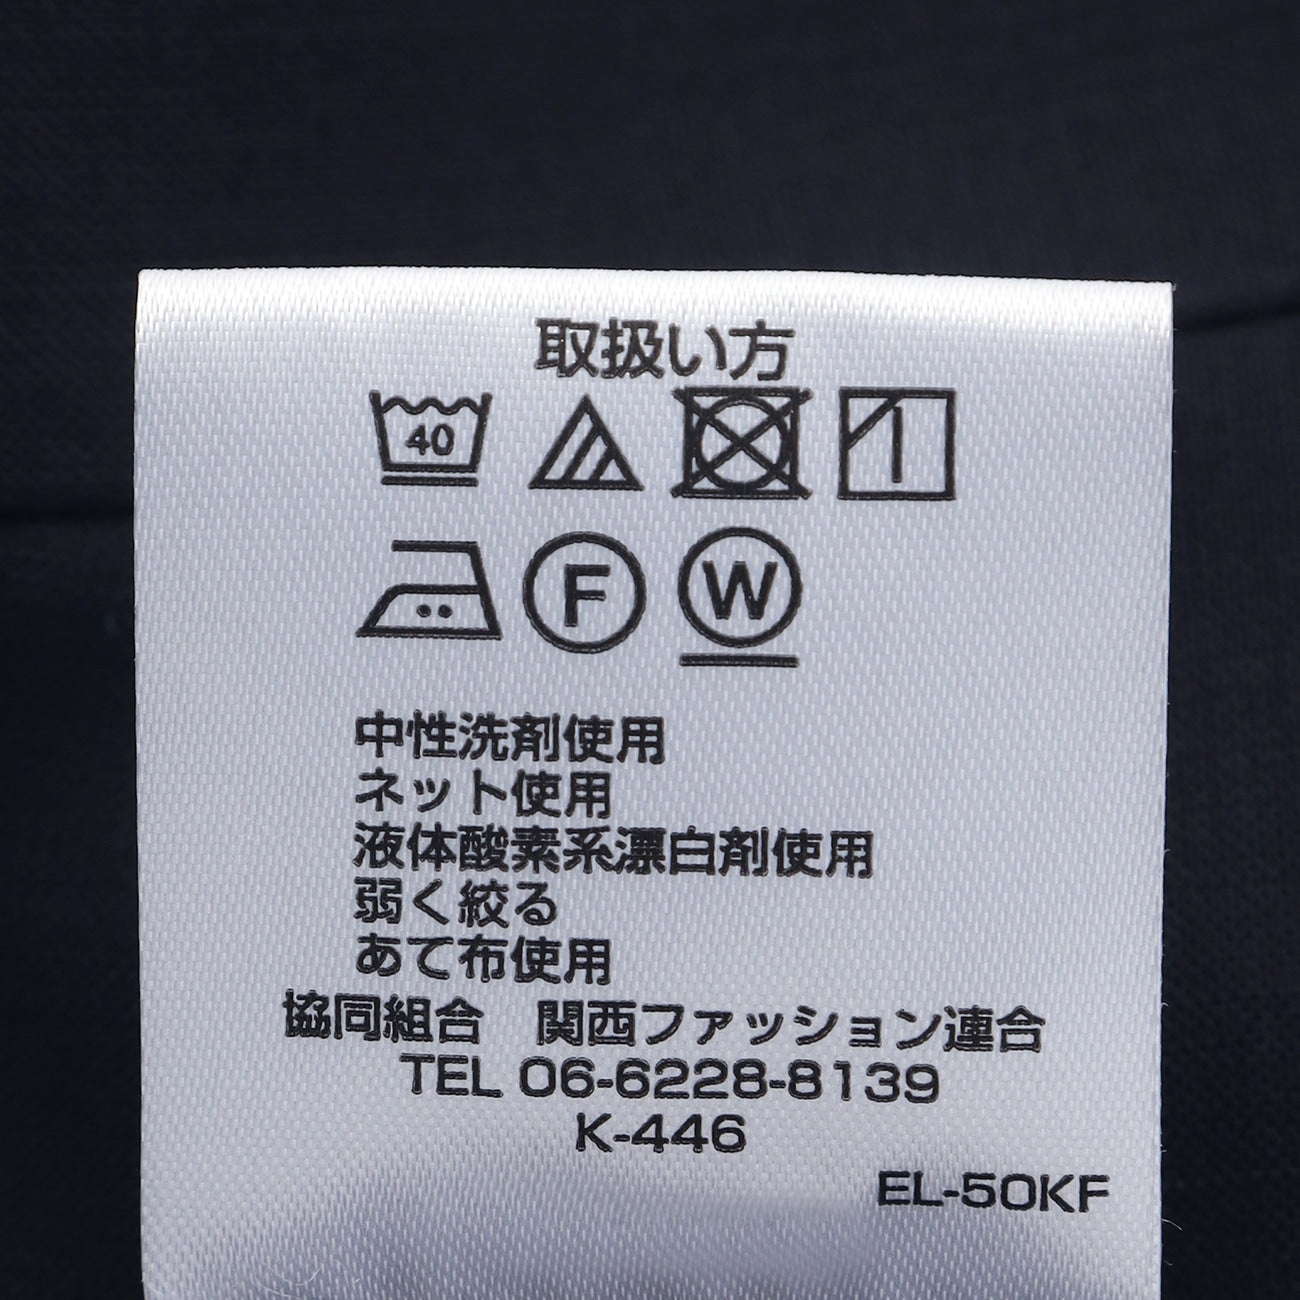 取扱い方
40
F W
中性洗剤使用
ネット使用
液体酸素系漂白剤使用
弱く絞る
あて布使用
協同組合 関西ファッション連合
TEL 06-6228-8139
K-446
EL-50KF